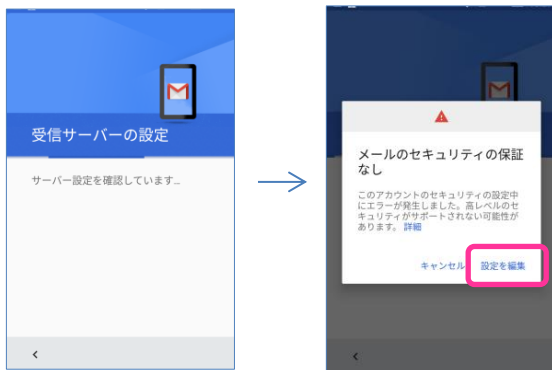 受信サーバーの設定
サーバー設定を確認しています...
メールのセキュリティの保証
なし
このアカウントのセキュリティの設定中
にエラーが発生しました。高レベルのセ
キュリティがサポートされない可能性が
あります。 詳細
キャンセル 設定を編集